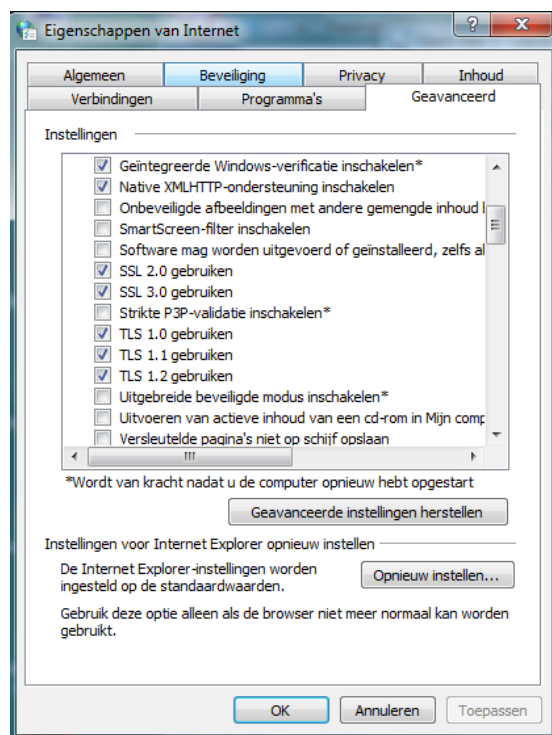 Eigenschappen van Internet
Algemeen Beveiliging Privacy Inhoud
Verbindingen Programma's Geavanceerd
Instellingen
Geïntegreerde Windows-verificatie inschakelen*
Native XMLHTTP-ondersteuning inschakelen
Onbeveiligde afbeeldingen met andere gemengde inhoud
SmartScreen-filter inschakelen
Software mag worden uitgevoerd of geïnstalleerd, zelfs al
SSL 2.0 gebruiken
SSL 3.0 gebruiken
Strikte P3P-validatie inschakelen*
TLS 1.0 gebruiken
TLS 1.1 gebruiken
TLS 1.2 gebruiken
Uitgebreide beveiligde modus inschakelen*
Uitvoeren van actieve inhoud van een cd-rom in Mijn comp
Versleutelde pagina's niet op schijf opslaan
*Wordt van kracht nadat u de computer opnieuw hebt opgestart
Geavanceerde instellingen herstellen
Instellingen voor Internet Explorer opnieuw instellen
De Internet Explorer-instellingen worden
ingesteld op de standaardwaarden.
Opnieuw instellen...
Gebruik deze optie alleen als de browser niet meer normaal kan worden
gebruikt.
OK Annuleren Toepassen